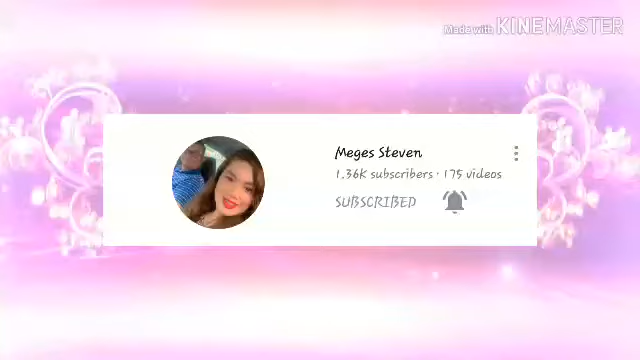 Made with KINEMASTER
Meges Steven
1.36K subscribers · 175 videos
SUBSCRIBED